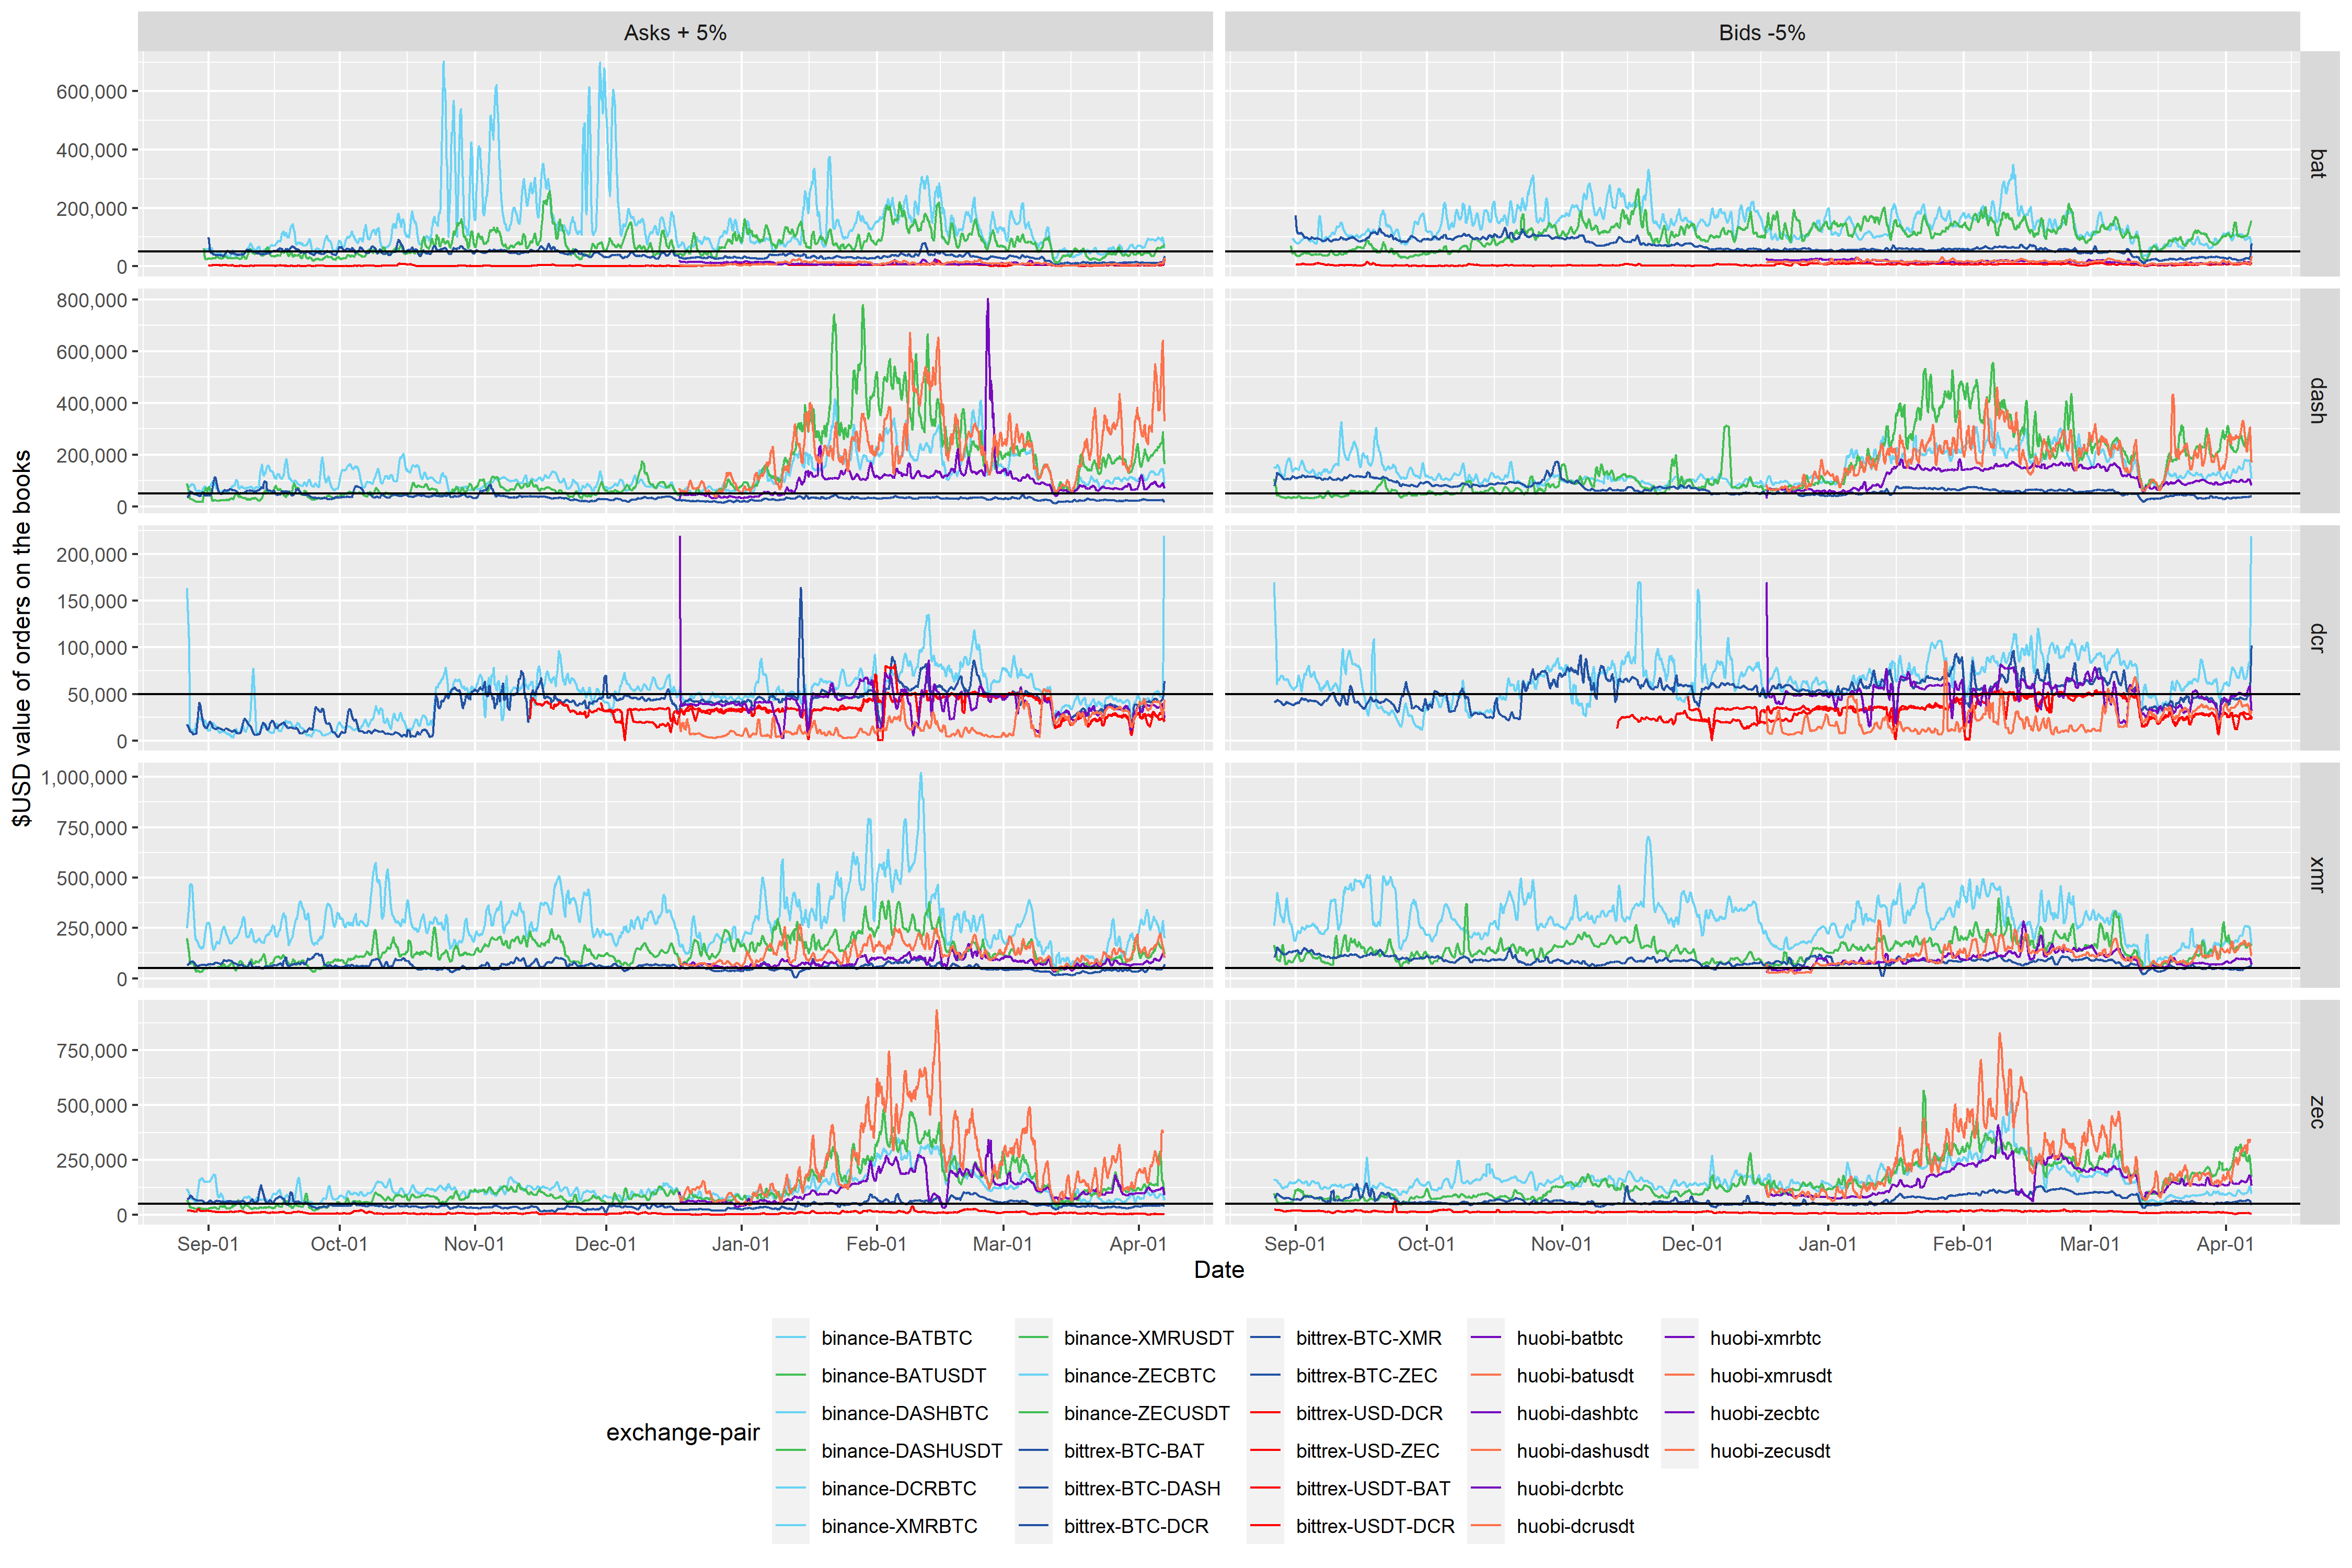 Asks + 5%
Bids -5%
$USD value of orders on the books
600,000
400,000
200,000
0
bat
800,000
600,000
400,000
200,000
0
dash
200,000
150,000
100,000
50,000
0
dcr
1,000,000
750,000
500,000
250,000
0
xmr
750,000
500,000
250,000
0
zec
Sep-01 Oct-01 Nov-01 Dec-01 Jan-01 Feb-01 Mar-01 Apr-01
Sep-01 Oct-01 Nov-01 Dec-01 Jan-01 Feb-01 Mar-01 Apr-01
Date
exchange-pair
binance-BATBTC
binance-BATUSDT
binance-DASHBTC
binance-DASHUSDT
binance-DCRBTC
binance-XMRBTC
binance-XMRUSDT
binance-ZECBTC
binance-ZECUSDT
bittrex-BTC-BAT
bittrex-BTC-DASH
bittrex-BTC-DCR
bittrex-BTC-XMR
bittrex-BTC-ZEC
bittrex-USD-DCR
bittrex-USD-ZEC
bittrex-USDT-BAT
bittrex-USDT-DCR
huobi-batbtc
huobi-batusdt
huobi-dashbtc
huobi-dashusdt
huobi-dcrbtc
huobi-dcrusdt
huobi-xmrbtc
huobi-xmrusdt
huobi-zecbtc
huobi-zecusdt